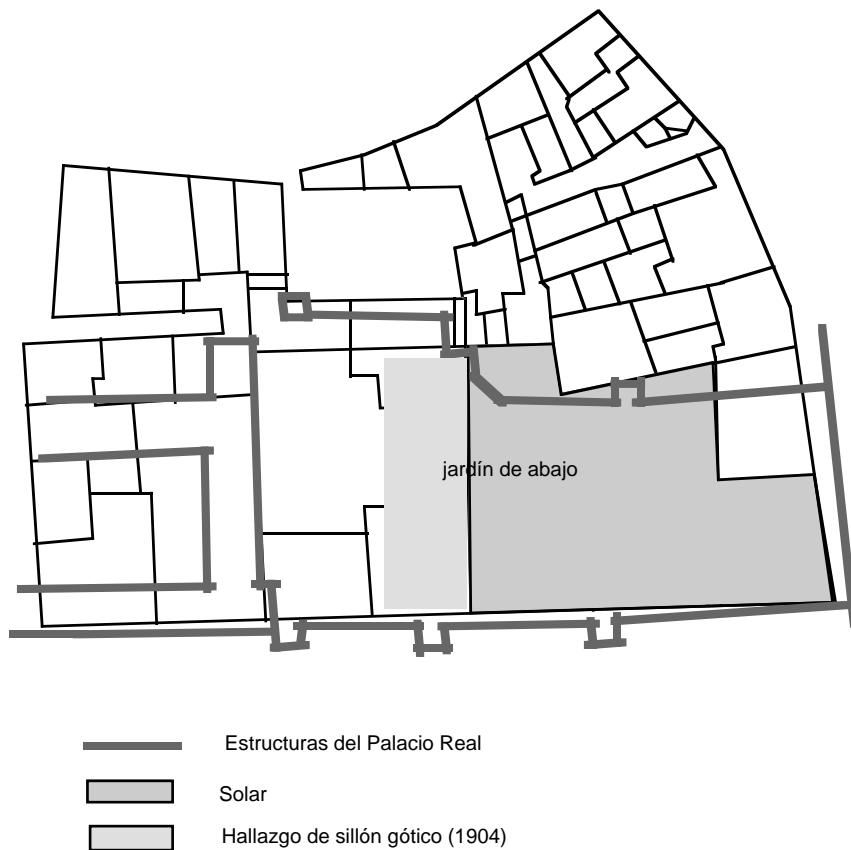 jardín de abajo
Estructuras del Palacio Real
Solar
Hallazgo de sillón gótico (1904)